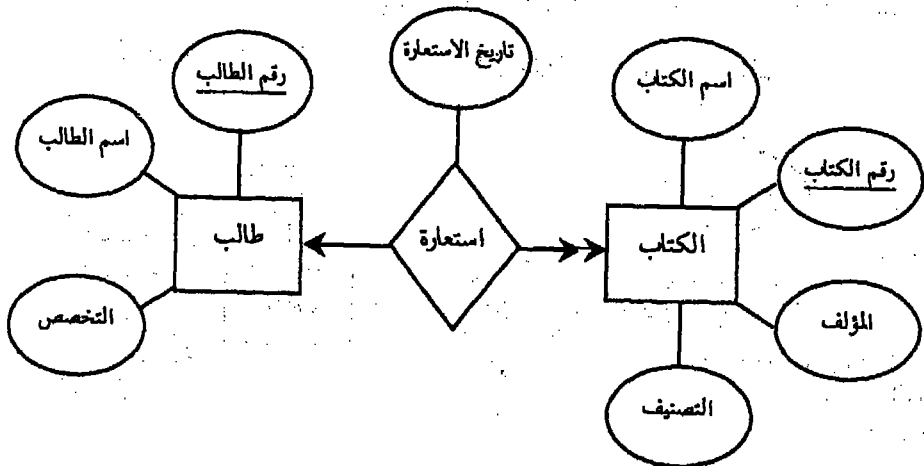 تاريخ الاستعارة
اسم الكتاب
رقم الطالب
اسم الطالب
رقم الكتاب
الكتاب
استعارة
طالب
المؤلف
التخصص
التصنيف